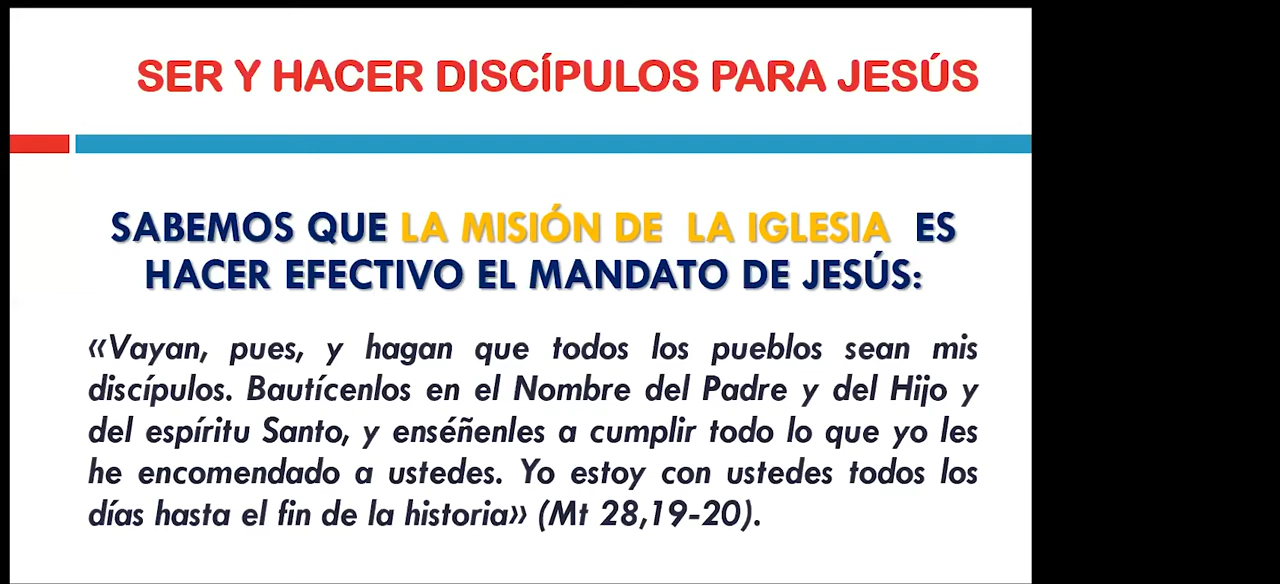 SER Y HACER DISCÍPULOS PARA JESÚS
SABEMOS QUE LA MISIÓN DE LA IGLESIA ES
HACER EFECTIVO EL MANDATO DE JESÚS:
«Vayan, pues, y hagan que todos los pueblos sean mis
discípulos. Bautícenlos en el Nombre del Padre y del Hijo y
del espíritu Santo, y enséñenles a cumplir todo lo que yo les
he encomendado a ustedes. Yo estoy con ustedes todos los
días hasta el fin de la historia» (Mt 28,19-20).